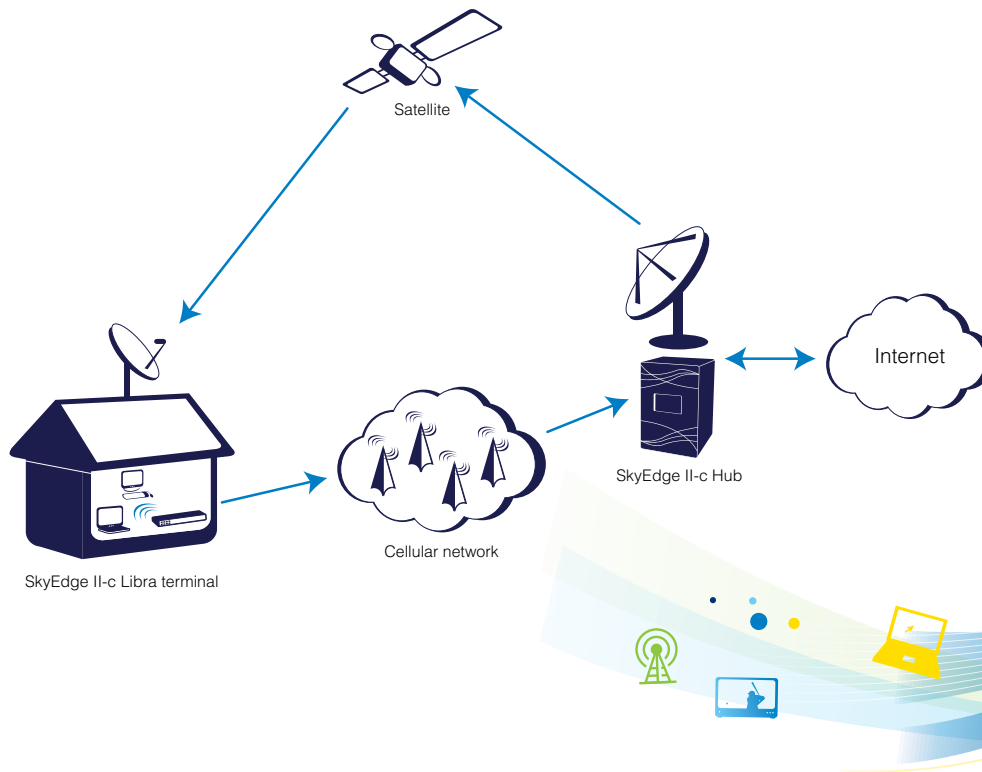 Satellite
Internet
SkyEdge II-c Hub
Cellular network
SkyEdge II-c Libra terminal